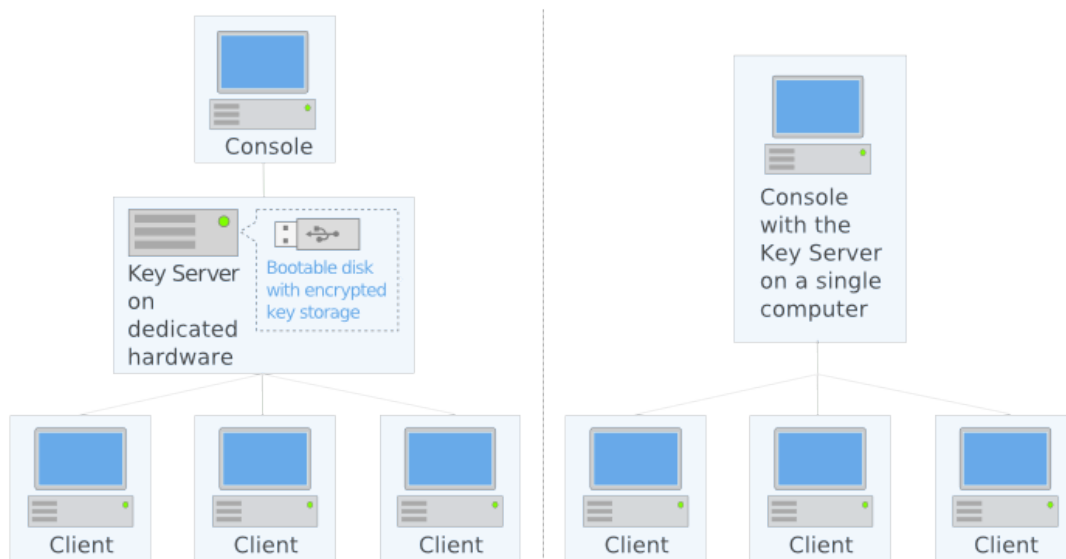 Console
Key Server
on
dedicated
hardware
Bootable disk
with encrypted
key storage
Client
Client
Client
Console
with the
Key Server
on a single
computer
Client
Client
Client